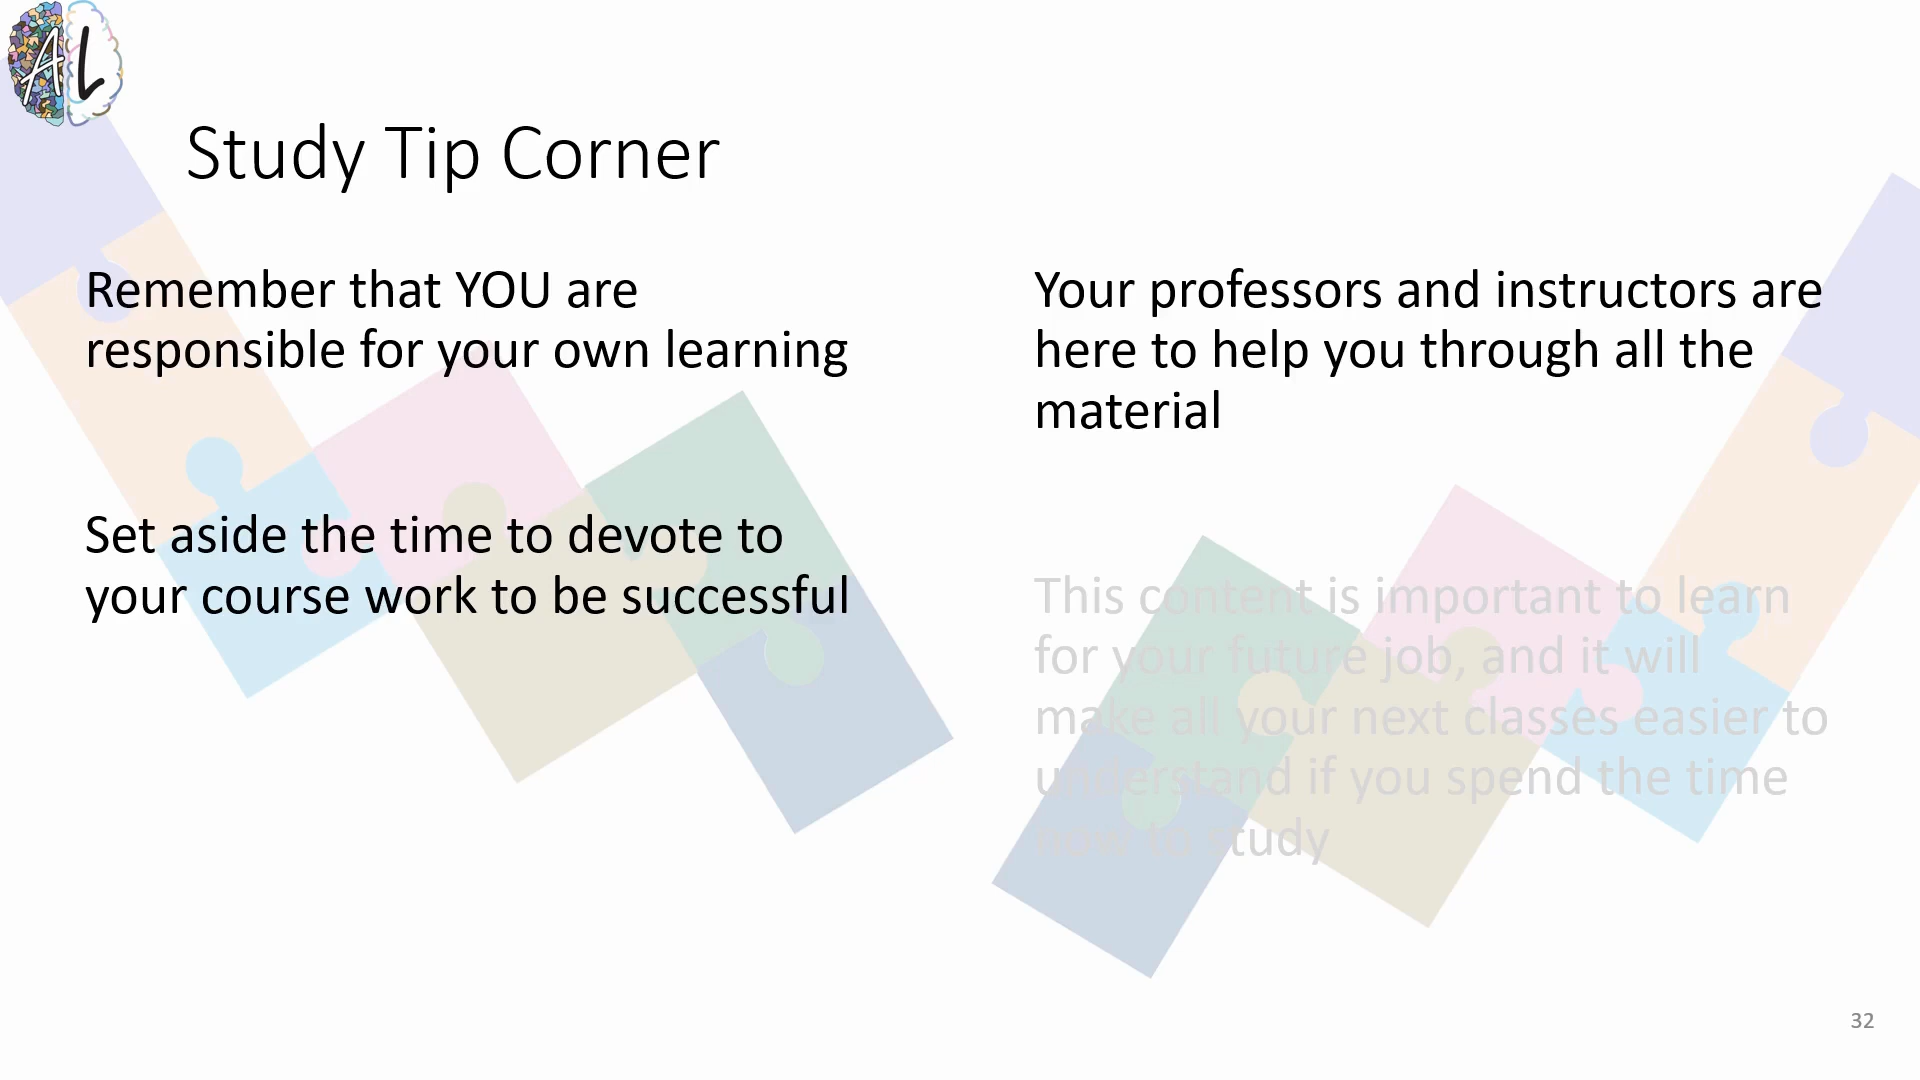 AL
Study Tip Corner
Remember that YOU are
responsible for your own learning
Set aside the time to devote to
your course work to be successful
Your professors and instructors are
here to help you through all the
material
This content is important to learn
for your future job, and it will
make all your next classes easier to
understand if you spend the time
now to study
32